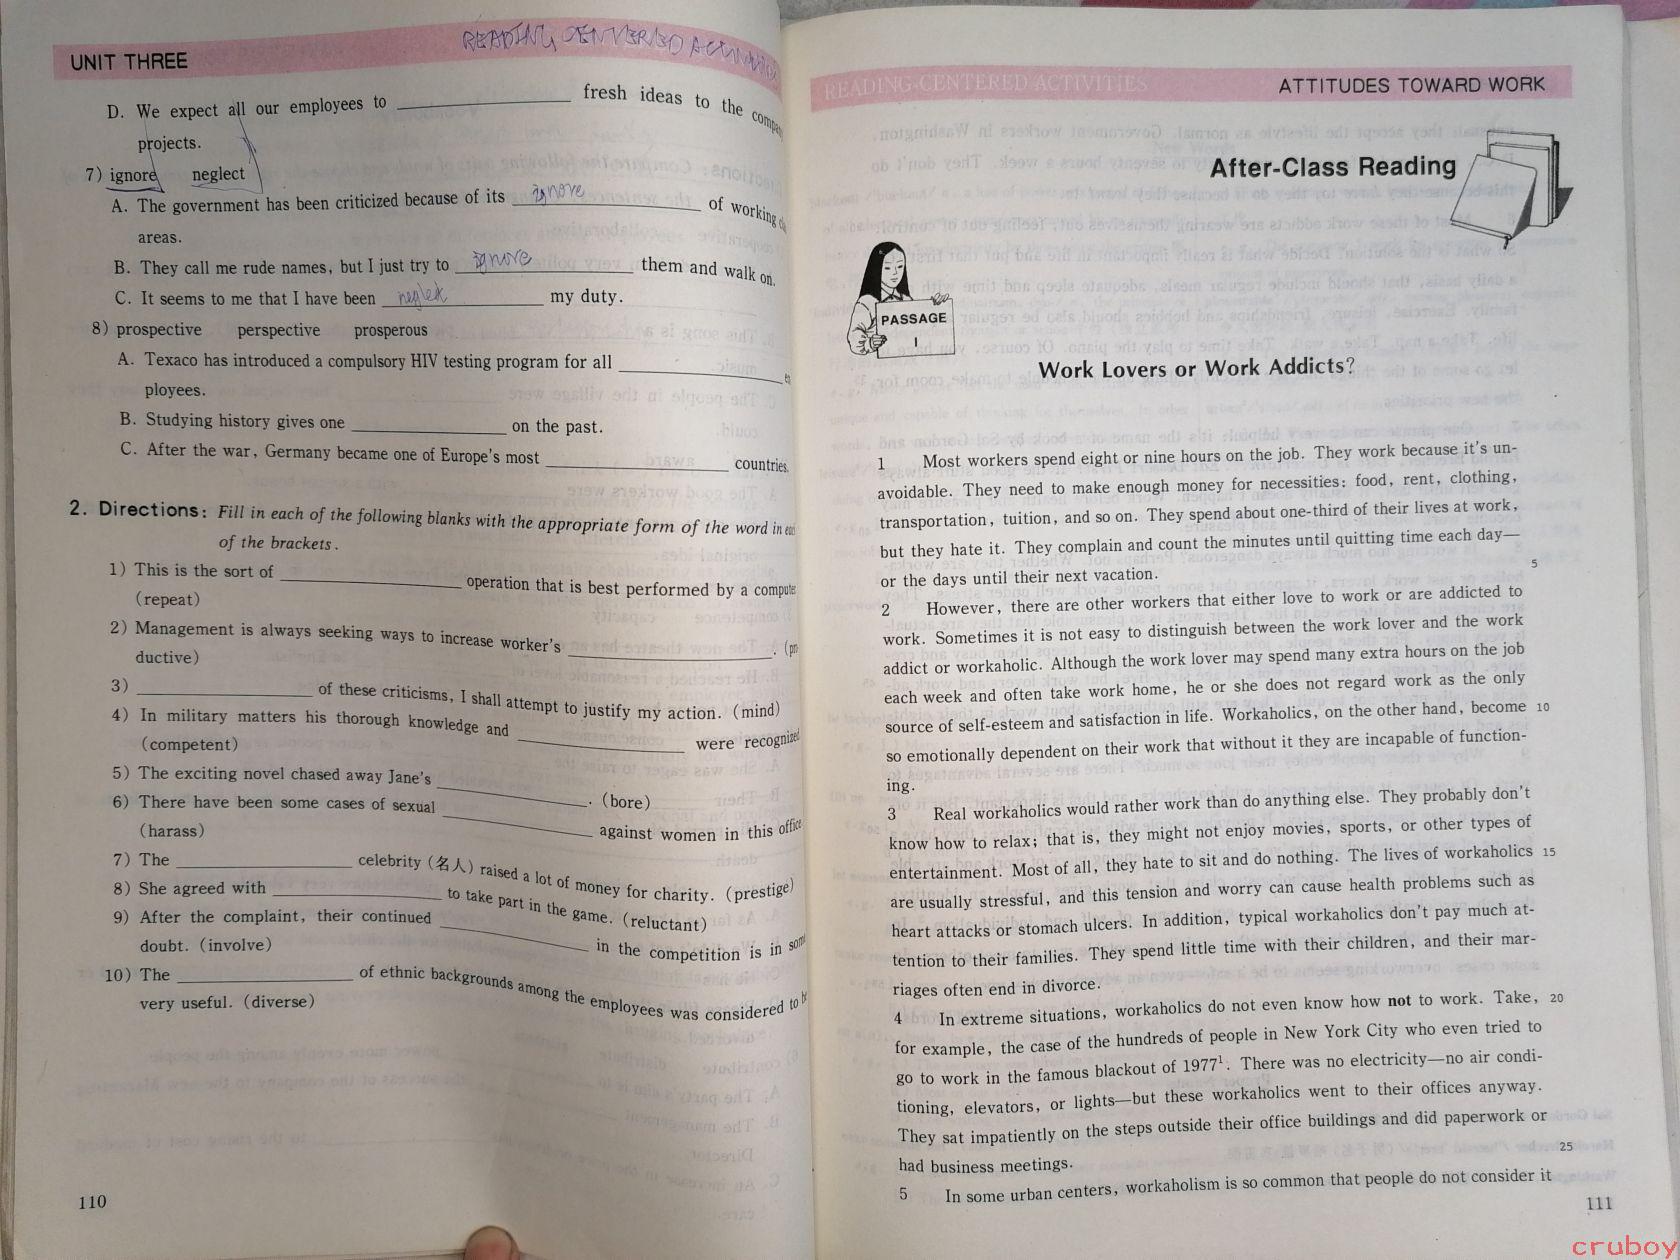 UNIT THREE
READING CENTERED
D. We expect all our employees to ____________ fresh ideas to the
projects.
7) ignore neglect
A. The government has been criticized because of its ignore of working
areas.
B. They call me rude names, but I just try to ignore them and walk on.
C. It seems to me that I have been neglect my duty.
8) prospective perspective prosperous
A. Texaco has introduced a compulsory HIV testing program for all ____________
ployees.
B. Studying history gives one ____________ on the past.
C. After the war, Germany became one of Europe's most ____________ countries.
2. Directions: Fill in each of the following blanks with the appropriate form of the word in
of the brackets.
1) This is the sort of ____________ operation that is best performed by a
(repeat)
2) Management is always seeking ways to increase worker's ____________.
ductive)
3) ____________ of these criticisms, I shall attempt to justify my action. (mind)
4) In military matters his thorough knowledge and ____________ were recognized
(competent)
5) The exciting novel chased away Jane's ____________. (bore)
6) There have been some cases of sexual ____________ against women in this office
(harass)
7) The ____________ celebrity (名人) raised a lot of money for charity. (prestige)
8) She agreed with ____________ to take part in the game. (reluctant)
9) After the complaint, their continued ____________ in the competition is in
doubt. (involve)
10) The ____________ of ethnic backgrounds among the employees was considered to
very useful. (diverse)
110
READING-CENTERED ACTIVITIES
ATTITUDES TOWARD WORK
After-Class Reading
PASSAGE
I
Work Lovers or Work Addicts?
1 Most workers spend eight or nine hours on the job. They work because it's un-
avoidable. They need to make enough money for necessities: food, rent, clothing,
transportation, tuition, and so on. They spend about one-third of their lives at work,
but they hate it. They complain and count the minutes until quitting time each day—
5
or the days until their next vacation.
2 However, there are other workers that either love to work or are addicted to
work. Sometimes it is not easy to distinguish between the work lover and the work
addict or workaholic. Although the work lover may spend many extra hours on the job
each week and often take work home, he or she does not regard work as the only
source of self-esteem and satisfaction in life. Workaholics, on the other hand, become 10
so emotionally dependent on their work that without it they are incapable of function-
ing.
3 Real workaholics would rather work than do anything else. They probably don't
know how to relax; that is, they might not enjoy movies, sports, or other types of
entertainment. Most of all, they hate to sit and do nothing. The lives of workaholics 15
are usually stressful, and this tension and worry can cause health problems such as
heart attacks or stomach ulcers. In addition, typical workaholics don't pay much at-
tention to their families. They spend little time with their children, and their mar-
riages often end in divorce.
4 In extreme situations, workaholics do not even know how not to work. Take, 20
for example, the case of the hundreds of people in New York City who even tried to
go to work in the famous blackout of 1977¹. There was no electricity—no air condi-
tioning, elevators, or lights—but these workaholics went to their offices anyway.
They sat impatiently on the steps outside their office buildings and did paperwork or
25
had business meetings.
5 In some urban centers, workaholism is so common that people do not consider it
111
cruboy